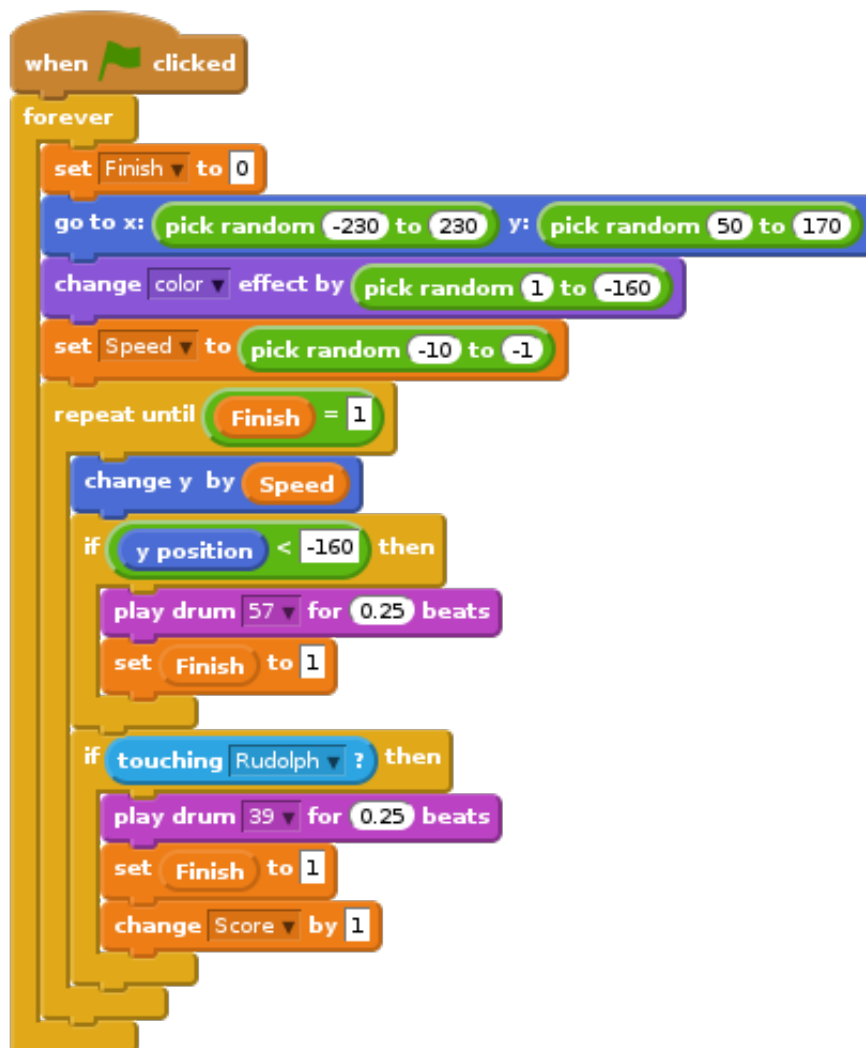 when clicked
forever
set Finish to 0
go to x: pick random -230 to 230 y: pick random 50 to 170
change color effect by pick random 1 to -160
set Speed to pick random -10 to -1
repeat until Finish = 1
change y by Speed
if y position < -160 then
play drum 57 for 0.25 beats
set Finish to 1
if touching Rudolph ? then
play drum 39 for 0.25 beats
set Finish to 1
change Score by 1